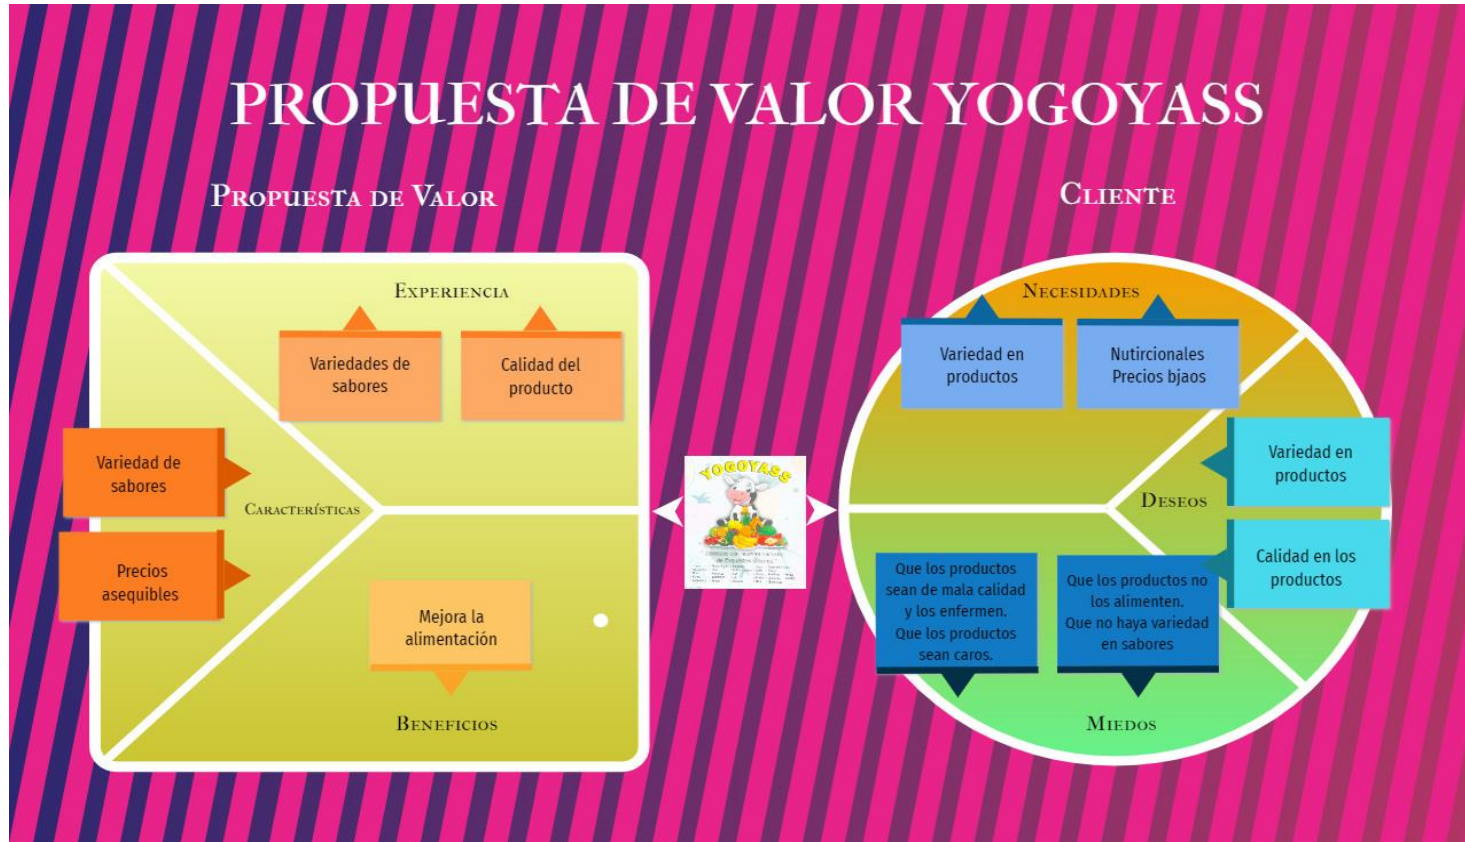 PROPUESTA DE VALOR YOGOYASS
PROPUESTA DE VALOR
EXPERIENCIA
Variedades de
sabores
Calidad del
producto
Variedad de
sabores
CARACTERÍSTICAS
Precios
asequibles
Mejora la
alimentación
BENEFICIOS
YOGOYASS
CLIENTE
NECESIDADES
Variedad en
productos
Nutircionales
Precios bjaos
Variedad en
productos
DESEOS
Calidad en los
productos
Que los productos
sean de mala calidad
y los enfermen.
Que los productos
sean caros.
Que los productos no
los alimenten.
Que no haya variedad
en sabores
MIEDOS